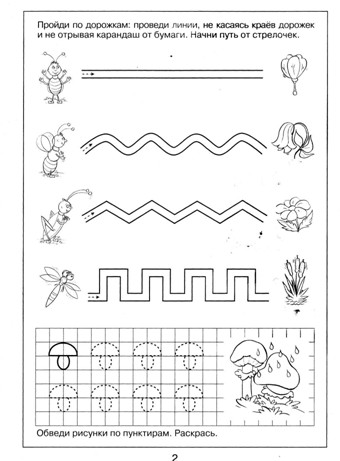 Пройди по дорожкам: проведи линии, не касаясь краёв дорожек
и не отрывая карандаш от бумаги. Начни путь от стрелочек.
Обведи рисунки по пунктирам. Раскрась.
2